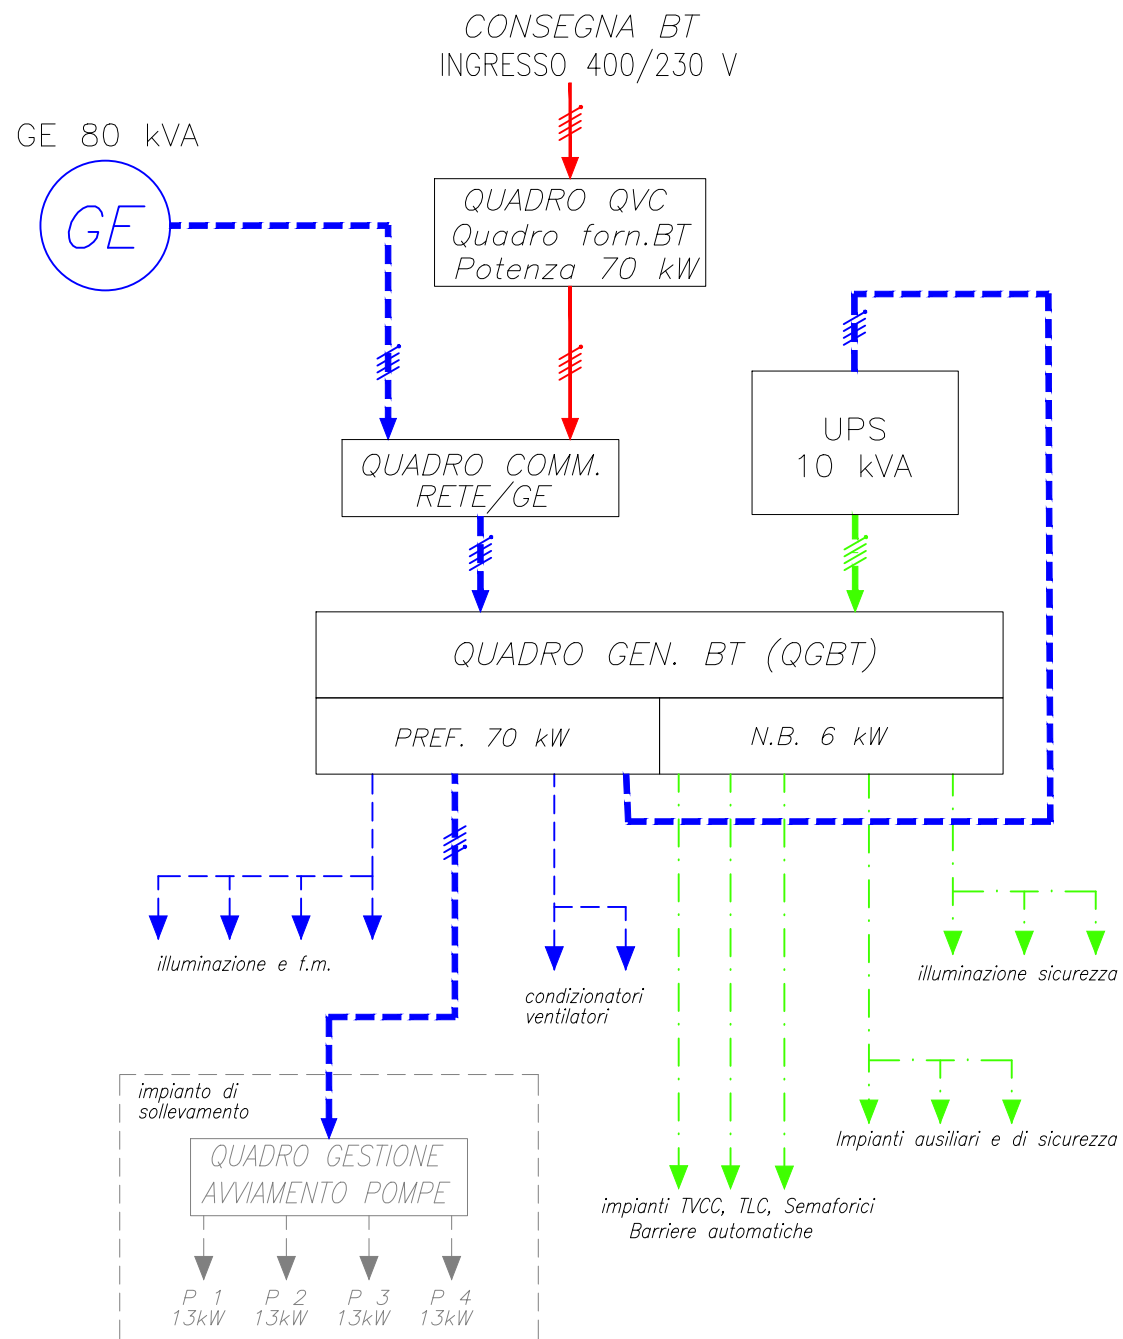 CONSEGNA BT
INGRESSO 400/230 V
GE 80 kVA
GE
QUADRO QVC
Quadro forn.BT
Potenza 70 kW
UPS
10 kVA
QUADRO COMM.
RETE/GE
QUADRO GEN. BT (QGBT)
PREF. 70 kW
N.B. 6 kW
illuminazione e f.m.
condizionatori
ventilatori
illuminazione sicurezza
impianto di
sollevamento
Impianti ausiliari e di sicurezza
QUADRO GESTIONE
AVVIAMENTO POMPE
impianti TVCC, TLC, Semaforici
Barriere automatiche
P 1
13kW
P 2
13kW
P 3
13kW
P 4
13kW